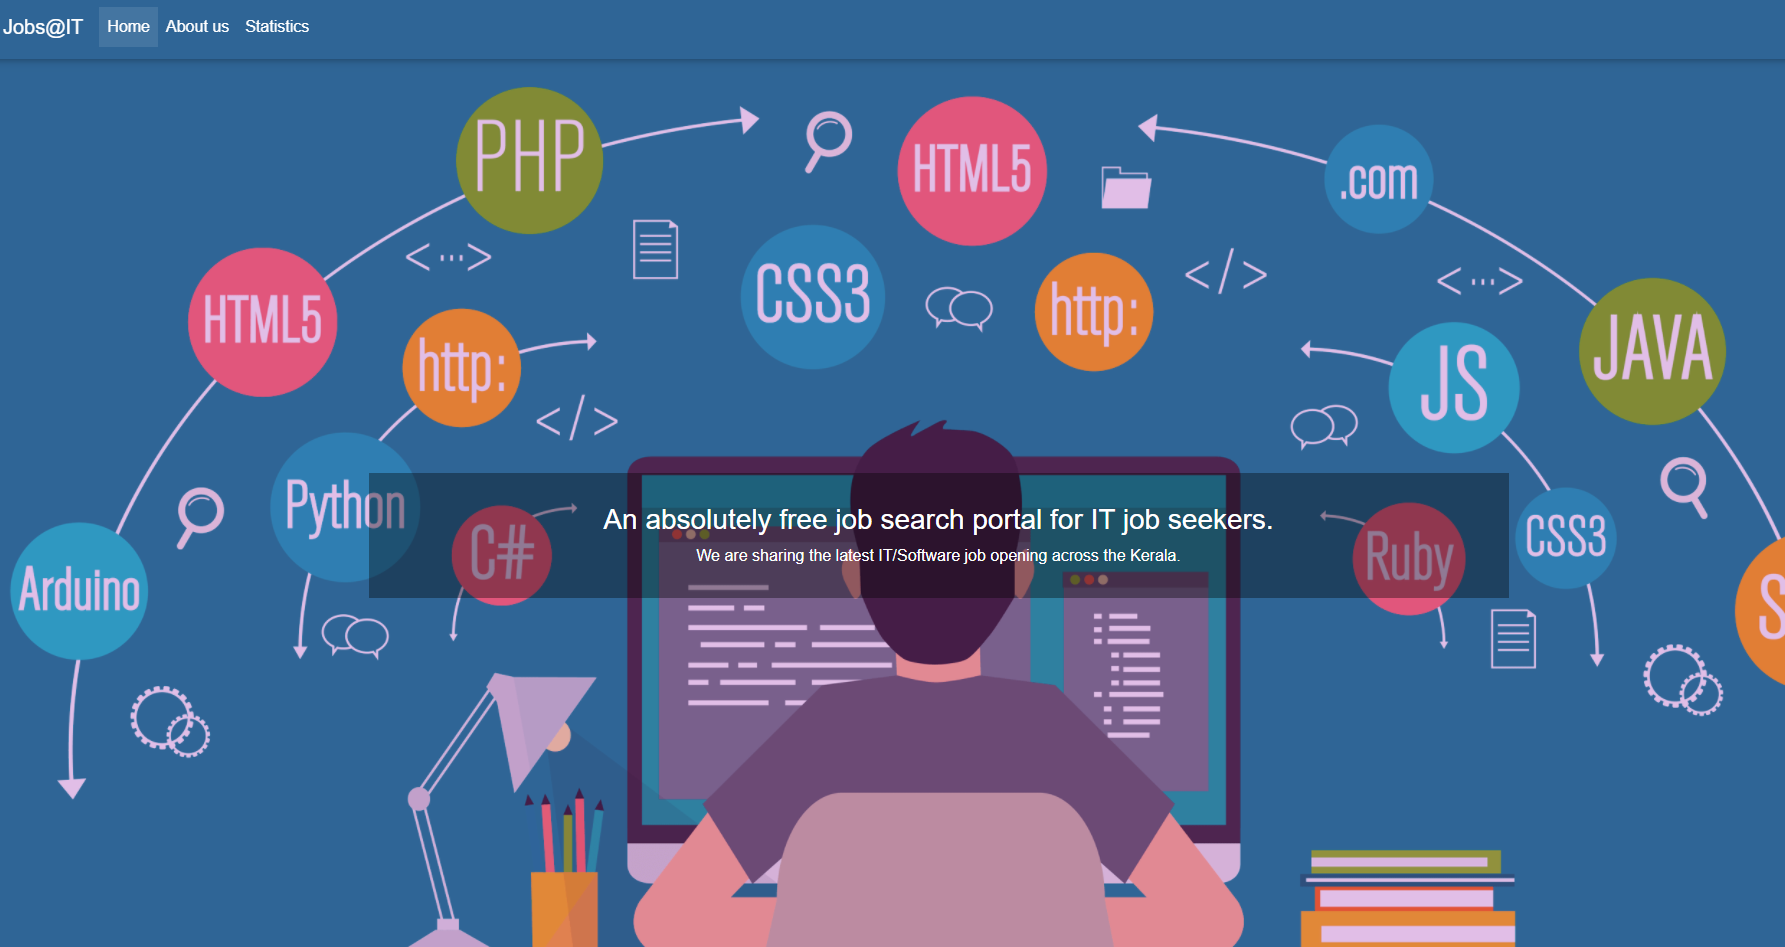 Jobs@IT Home About us Statistics
PHP
HTML5
.com
CSS3
http:
</>
<...>
<...>
HTML5
http:
</>
JS
JAVA
Python
C#
An absolutely free job search portal for IT job seekers.
We are sharing the latest IT/Software job opening across the Kerala.
Ruby
CSS3
Arduino
S